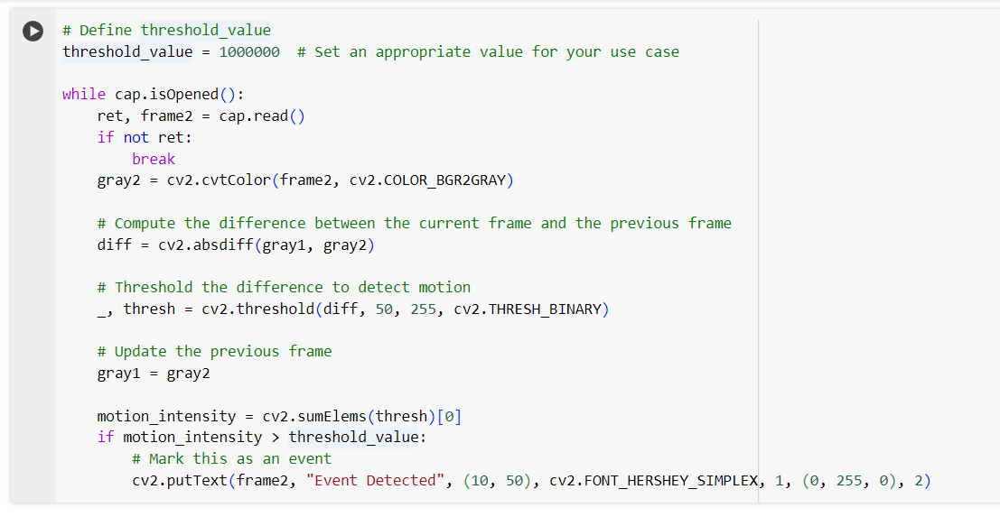 # Define threshold_value
threshold_value = 1000000  # Set an appropriate value for your use case
while cap.isOpened():
    ret, frame2 = cap.read()
    if not ret:
        break
    gray2 = cv2.cvtColor(frame2, cv2.COLOR_BGR2GRAY)
    # Compute the difference between the current frame and the previous frame
    diff = cv2.absdiff(gray1, gray2)
    # Threshold the difference to detect motion
    _, thresh = cv2.threshold(diff, 50, 255, cv2.THRESH_BINARY)
    # Update the previous frame
    gray1 = gray2
    motion_intensity = cv2.sumElems(thresh)[0]
    if motion_intensity > threshold_value:
        # Mark this as an event
        cv2.putText(frame2, "Event Detected", (10, 50), cv2.FONT_HERSHEY_SIMPLEX, 1, (0, 255, 0), 2)